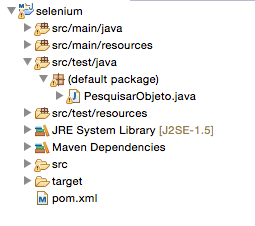 selenium
src/main/java
src/main/resources
src/test/java
(default package)
PesquisarObjeto.java
src/test/resources
JRE System Library [J2SE-1.5]
Maven Dependencies
src
target
pom.xml